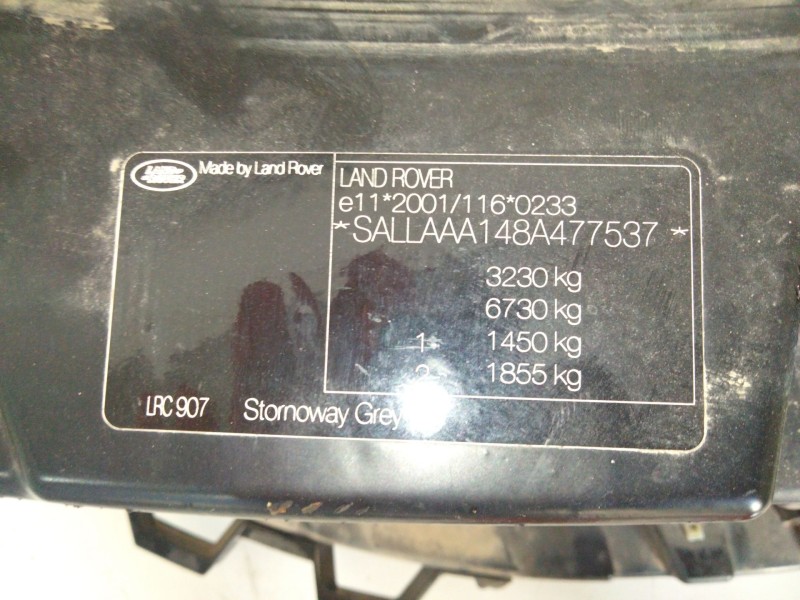 LAND ROVER Made by Land Rover
LAND ROVER
e11*2001/116*0233
*SALLAAA148A477537*
3230 kg
6730 kg
1- 1450 kg
2- 1855 kg
LRC 907 Stornoway Grey